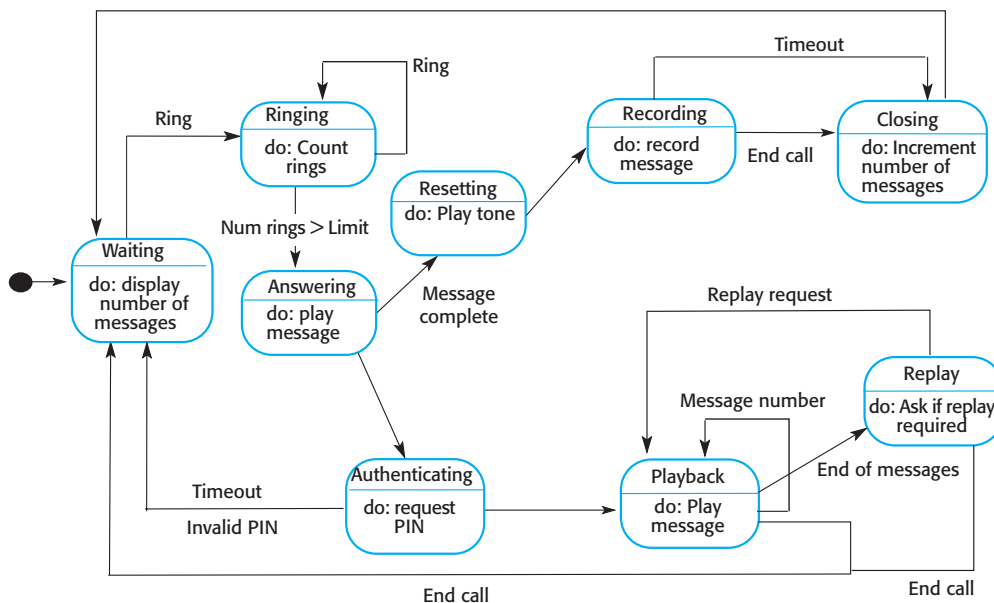 Timeout
Ring
Ringing
Recording
Closing
Ring
do: Count
rings
do: record
message
End call
do: Increment
number of
messages
Resetting
do: Play tone
Num rings > Limit
Waiting
do: display
number of
messages
Answering
do: play
message
Message
complete
Replay request
Replay
do: Ask if replay
required
Message number
End of messages
Authenticating
do: request
PIN
Playback
do: Play
message
Timeout
Invalid PIN
End call
End call